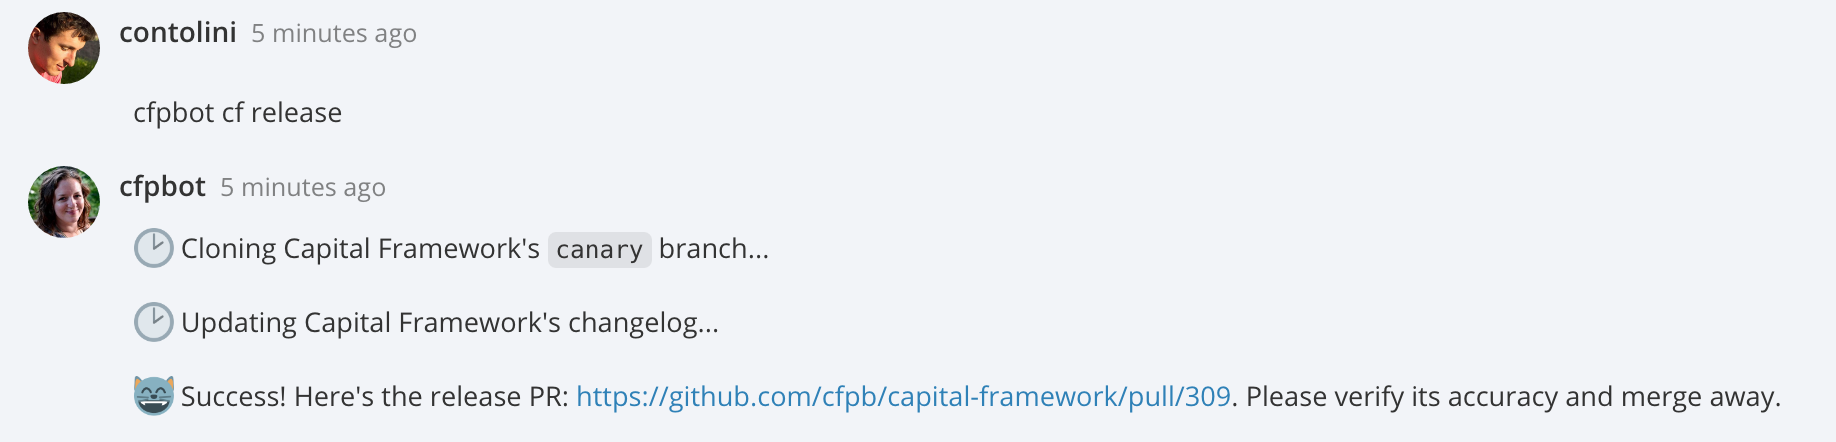 contolini 5 minutes ago
cfpbot cf release
cfpbot 5 minutes ago
Cloning Capital Framework's canary branch...
Updating Capital Framework's changelog...
Success! Here's the release PR: https://github.com/cfpb/capital-framework/pull/309. Please verify its accuracy and merge away.